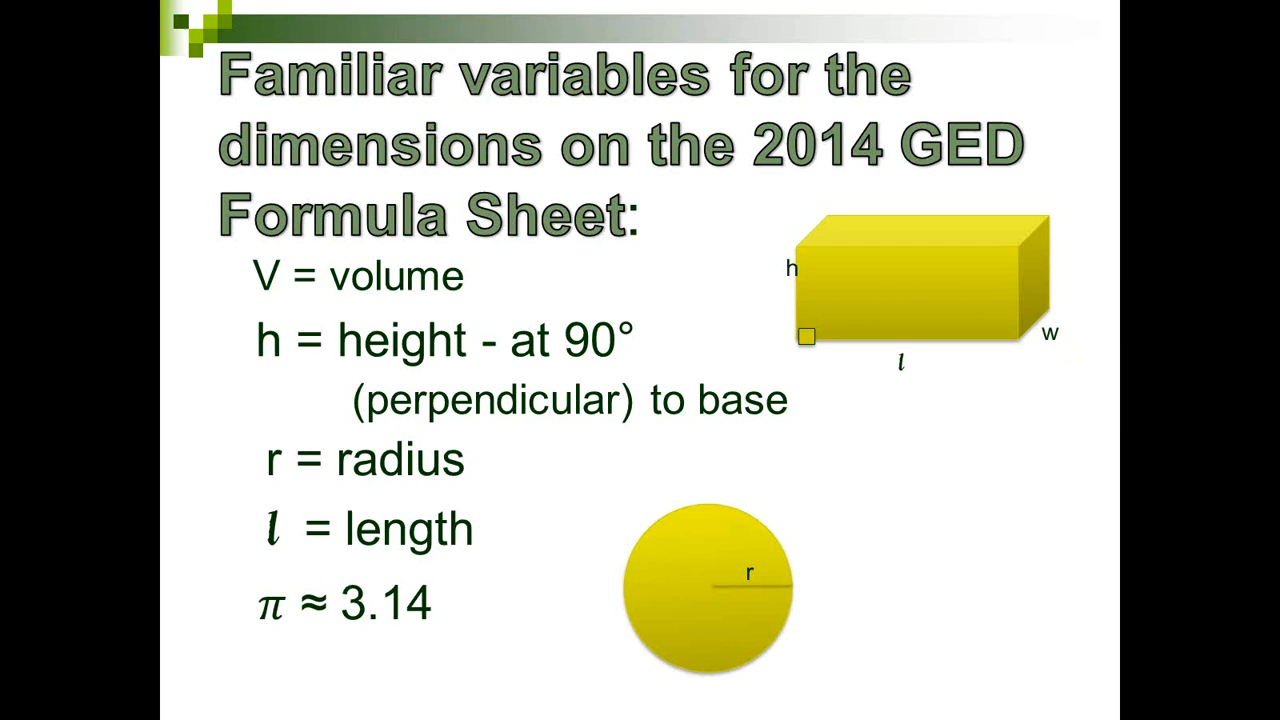 Familiar variables for the
dimensions on the 2014 GED
Formula Sheet:
V = volume
h = height - at 90°
(perpendicular) to base
r = radius
l = length
π ≈ 3.14
h
w
l
r